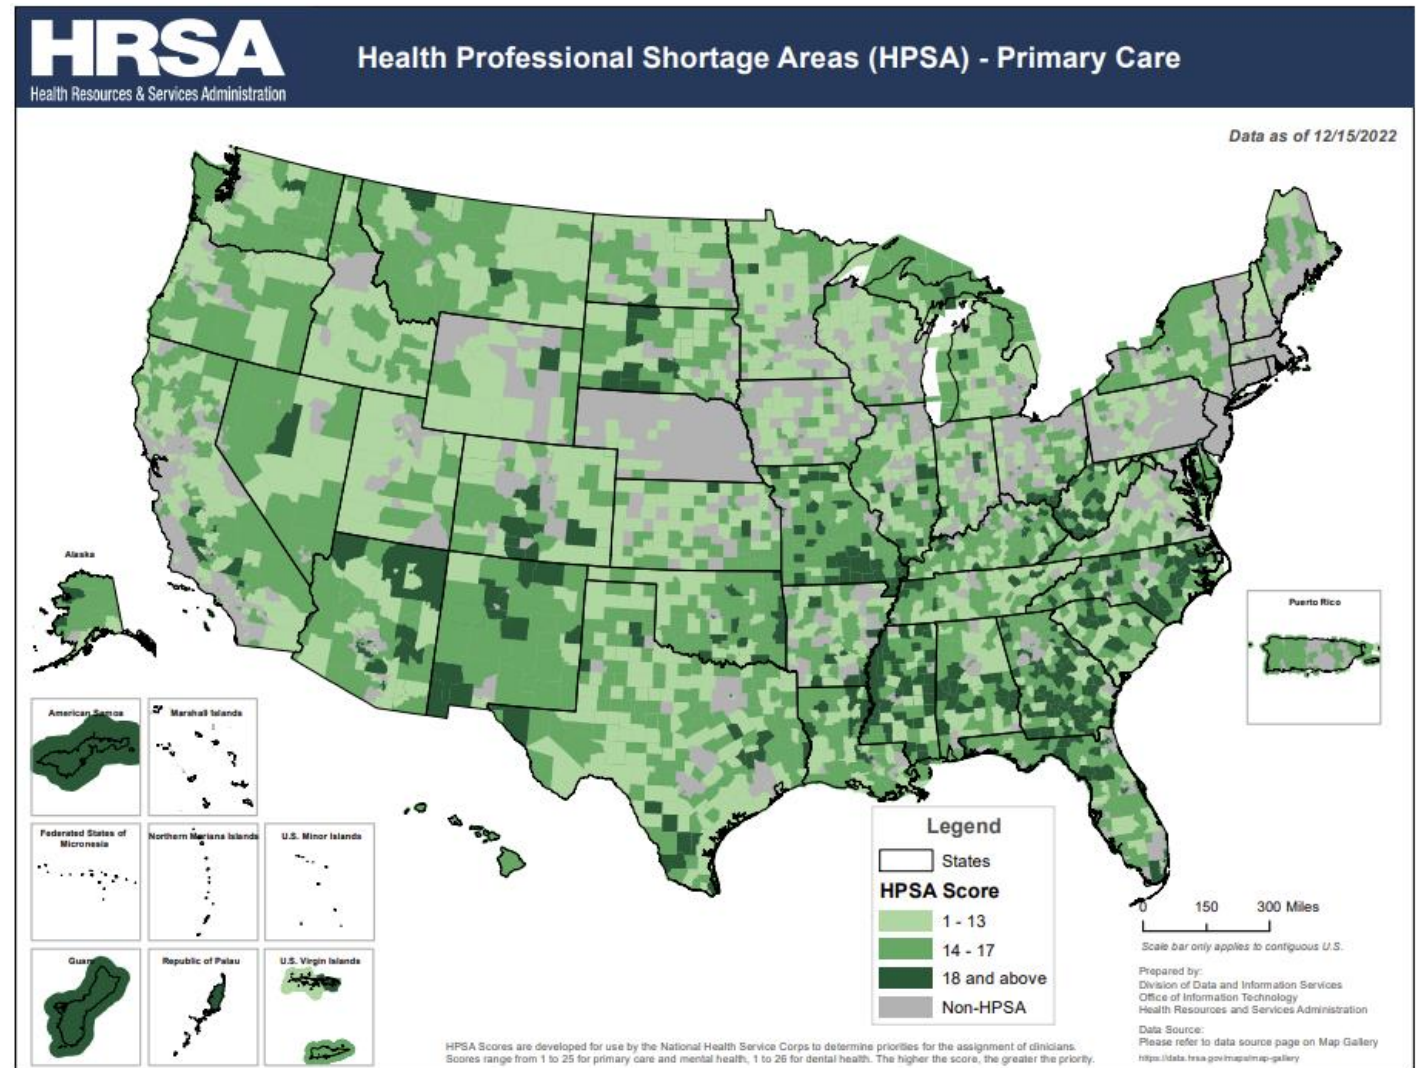 HRSA
Health Resources & Services Administration
Health Professional Shortage Areas (HPSA) - Primary Care
Data as of 12/15/2022
Alaska
Puerto Rico
American Samoa
Marshall Islands
Federated States of
Micronesia
Northern Mariana Islands
U.S. Minor Islands
Guam
Republic of Palau
U.S. Virgin Islands
Legend
States
HPSA Score
1 - 13
14 - 17
18 and above
Non-HPSA
0 150 300 Miles
Scale bar only applies to contiguous U.S.
Prepared by:
Division of Data and Information Services
Office of Information Technology
Health Resources and Services Administration
Data Source:
Please refer to data source page on Map Gallery
https://data.hrsa.gov/maps/map-gallery
HPSA Scores are developed for use by the National Health Service Corps to determine priorities for the assignment of clinicians.
Scores range from 1 to 25 for primary care and mental health, 1 to 26 for dental health. The higher the score, the greater the priority.